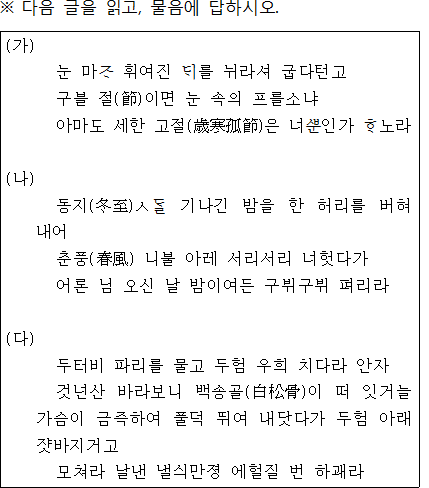 ※ 다음 글을 읽고, 물음에 답하시오.
(가)
눈 마ᄌᆞ 휘여진 ᄃᆡ를 뉘라셔 굽다턴고
구블 절(節)이면 눈 속의 프를소냐
아마도 세한 고절(歲寒孤節)은 너ᄲᅮᆫ인가 ᄒᆞ노라
(나)
동지(冬至)ㅅᄃᆞᆯ 기나긴 밤을 한 허리를 버혀
내어
춘풍(春風) 니불 아레 서리서리 너헛다가
어론 님 오신 날 밤이여든 구뷔구뷔 펴리라
(다)
두터비 파리를 물고 두험 우희 치다라 안자
것넌산 바라보니 백송골(白松骨)이 떠 잇거늘
가슴이 금즉하여 풀덕 뛰여 내닷다가 두험 아래
쟛바지거고
모쳐라 날낸 낼싀만졍 에헐질 번 하괘라